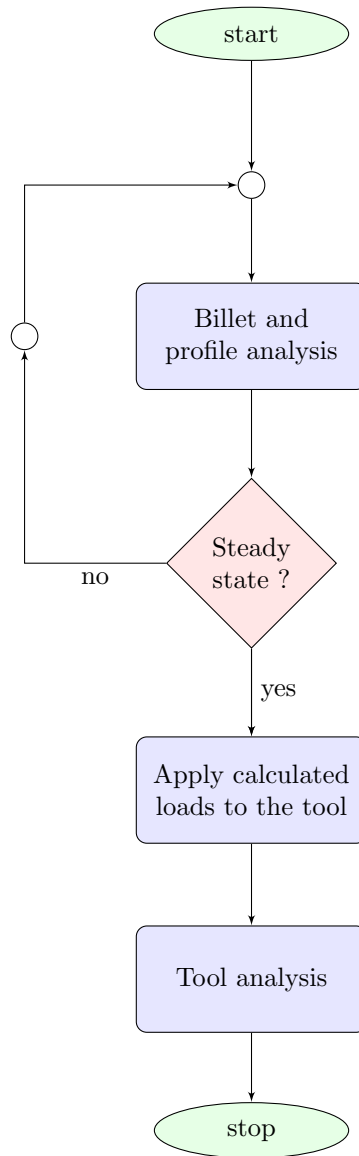 start
Billet and
profile analysis
Steady
state ?
no
yes
Apply calculated
loads to the tool
Tool analysis
stop